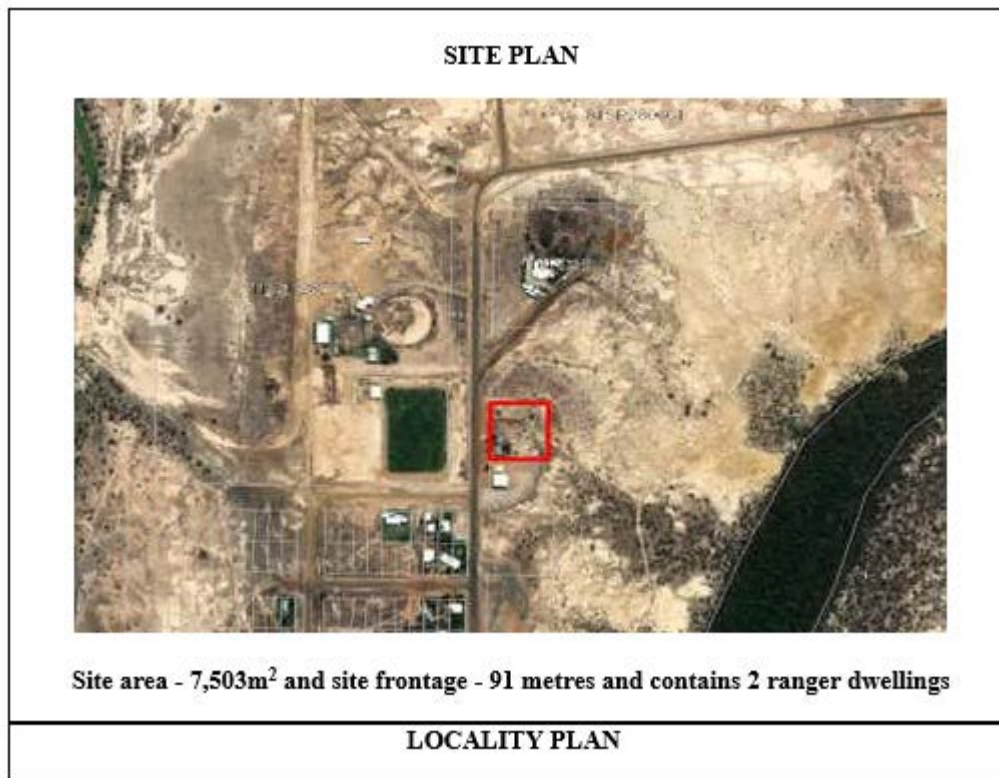 SITE PLAN
Site area - 7,503m² and site frontage - 91 metres and contains 2 ranger dwellings
LOCALITY PLAN